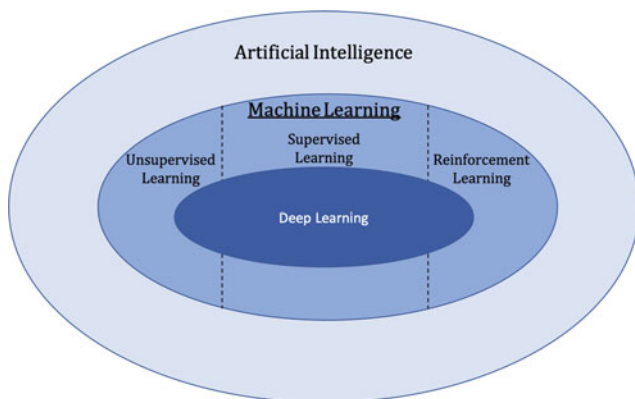 Artificial Intelligence
Machine Learning
Supervised
Learning
Unsupervised
Learning
Reinforcement
Learning
Deep Learning